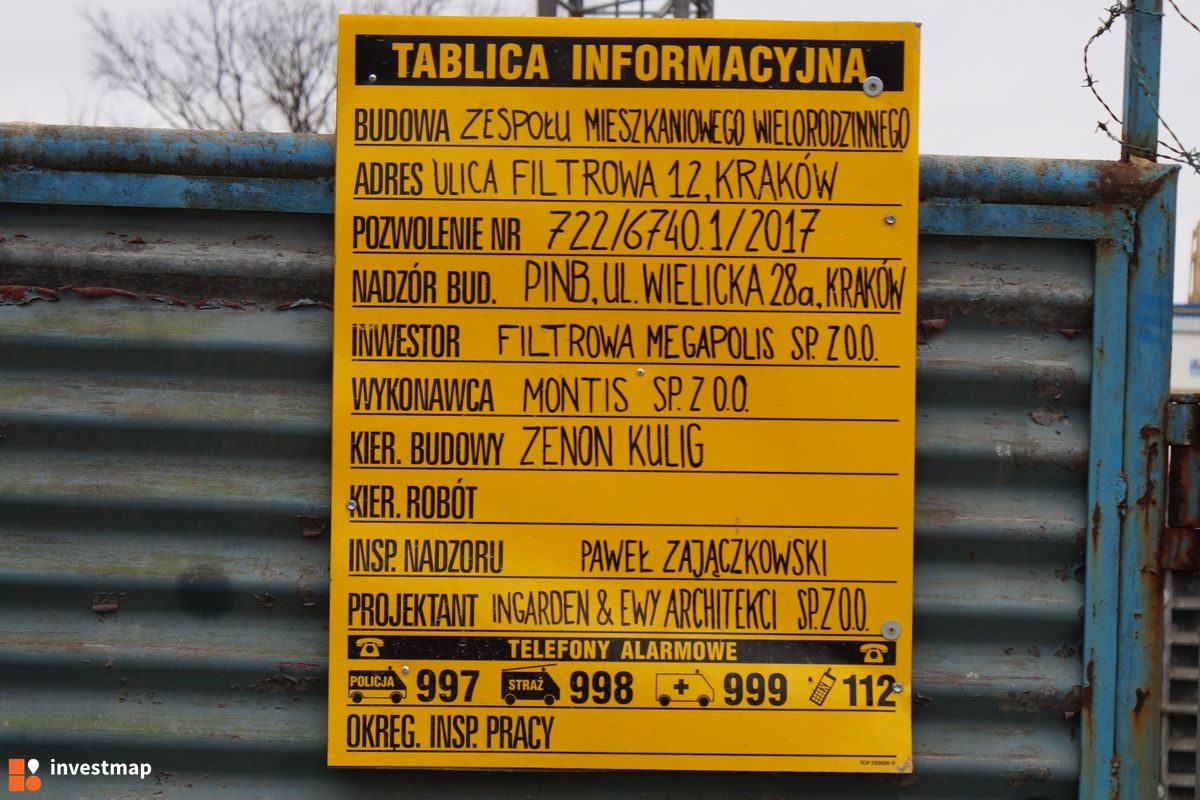 TABLICA INFORMACYJNA
BUDOWA ZESPOŁU MIESZKANIOWEGO WIELORODZINNEGO
ADRES ULICA FILTROWA 12, KRAKÓW
POZWOLENIE NR 722/6740.1/2017
NADZÓR BUD. PINB, UL. WIELICKA 28a, KRAKÓW
INWESTOR FILTROWA MEGAPOLIS SP. Z O.O.
WYKONAWCA MONTIS SP. Z O.O.
KIER. BUDOWY ZENON KULIG
KIER. ROBÓT
INSP. NADZORU PAWEŁ ZAJĄCZKOWSKI
PROJEKTANT INGARDEN & EWY ARCHITEKCI SP. Z O.O.
TELEFONY ALARMOWE
POLICJA 997 STRAŻ 998 999 112
OKRĘG. INSP. PRACY
TOP DESIGN ©
investmap